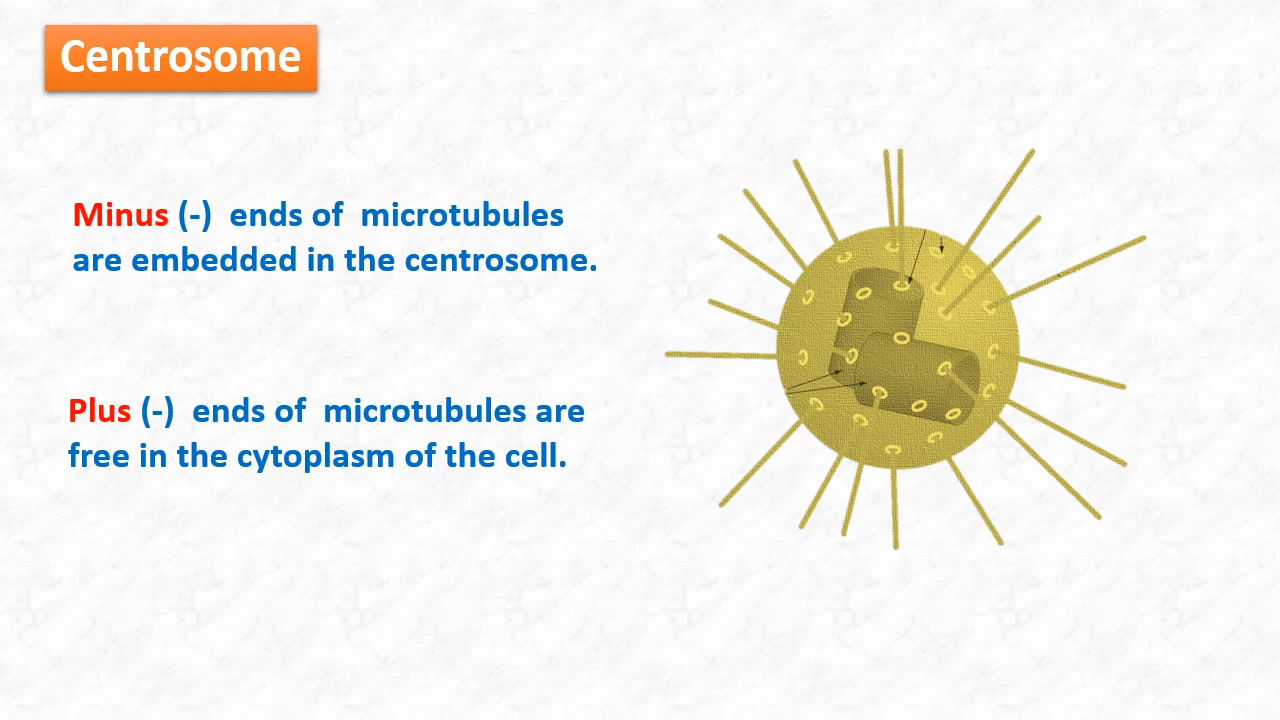 Centrosome
Minus (-) ends of microtubules
are embedded in the centrosome.
Plus (-) ends of microtubules are
free in the cytoplasm of the cell.